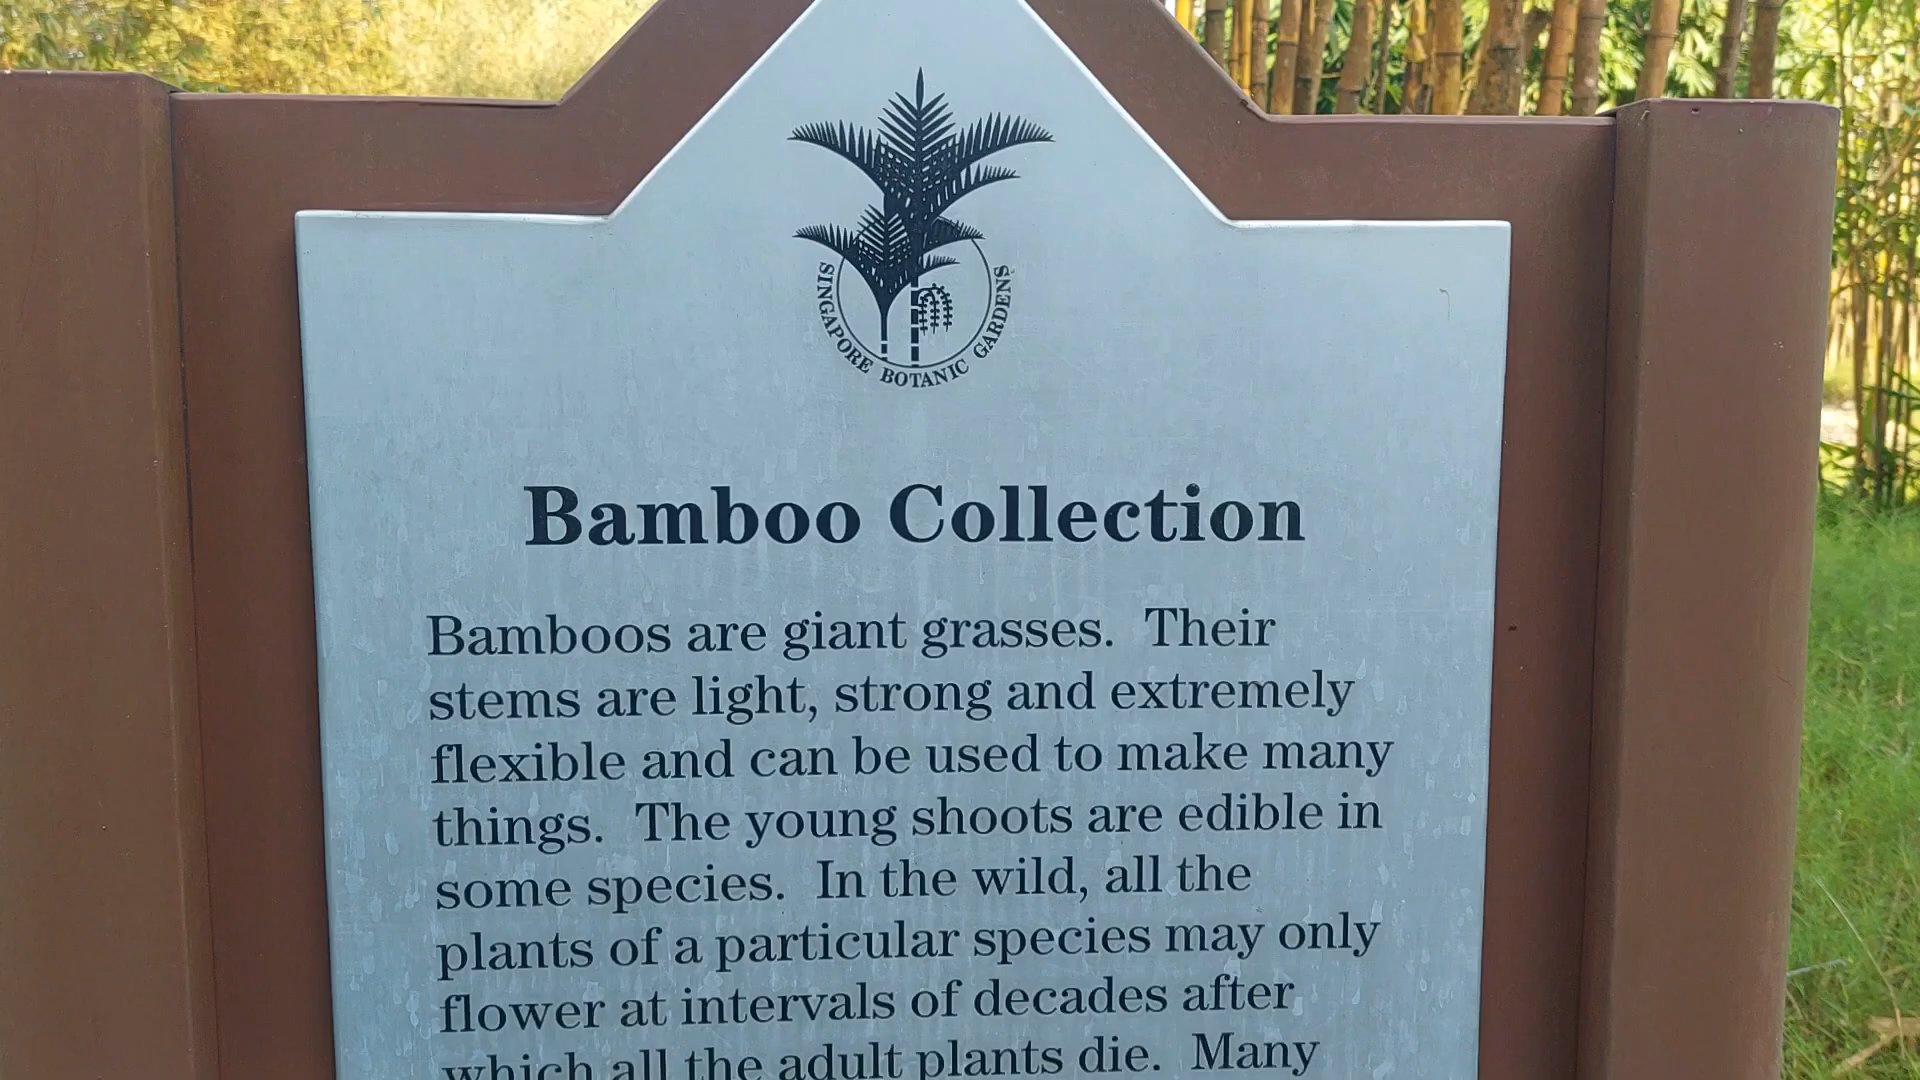 SINGAPORE BOTANIC GARDENS
Bamboo Collection
Bamboos are giant grasses. Their
stems are light, strong and extremely
flexible and can be used to make many
things. The young shoots are edible in
some species. In the wild, all the
plants of a particular species may only
flower at intervals of decades after
which all the adult plants die. Many